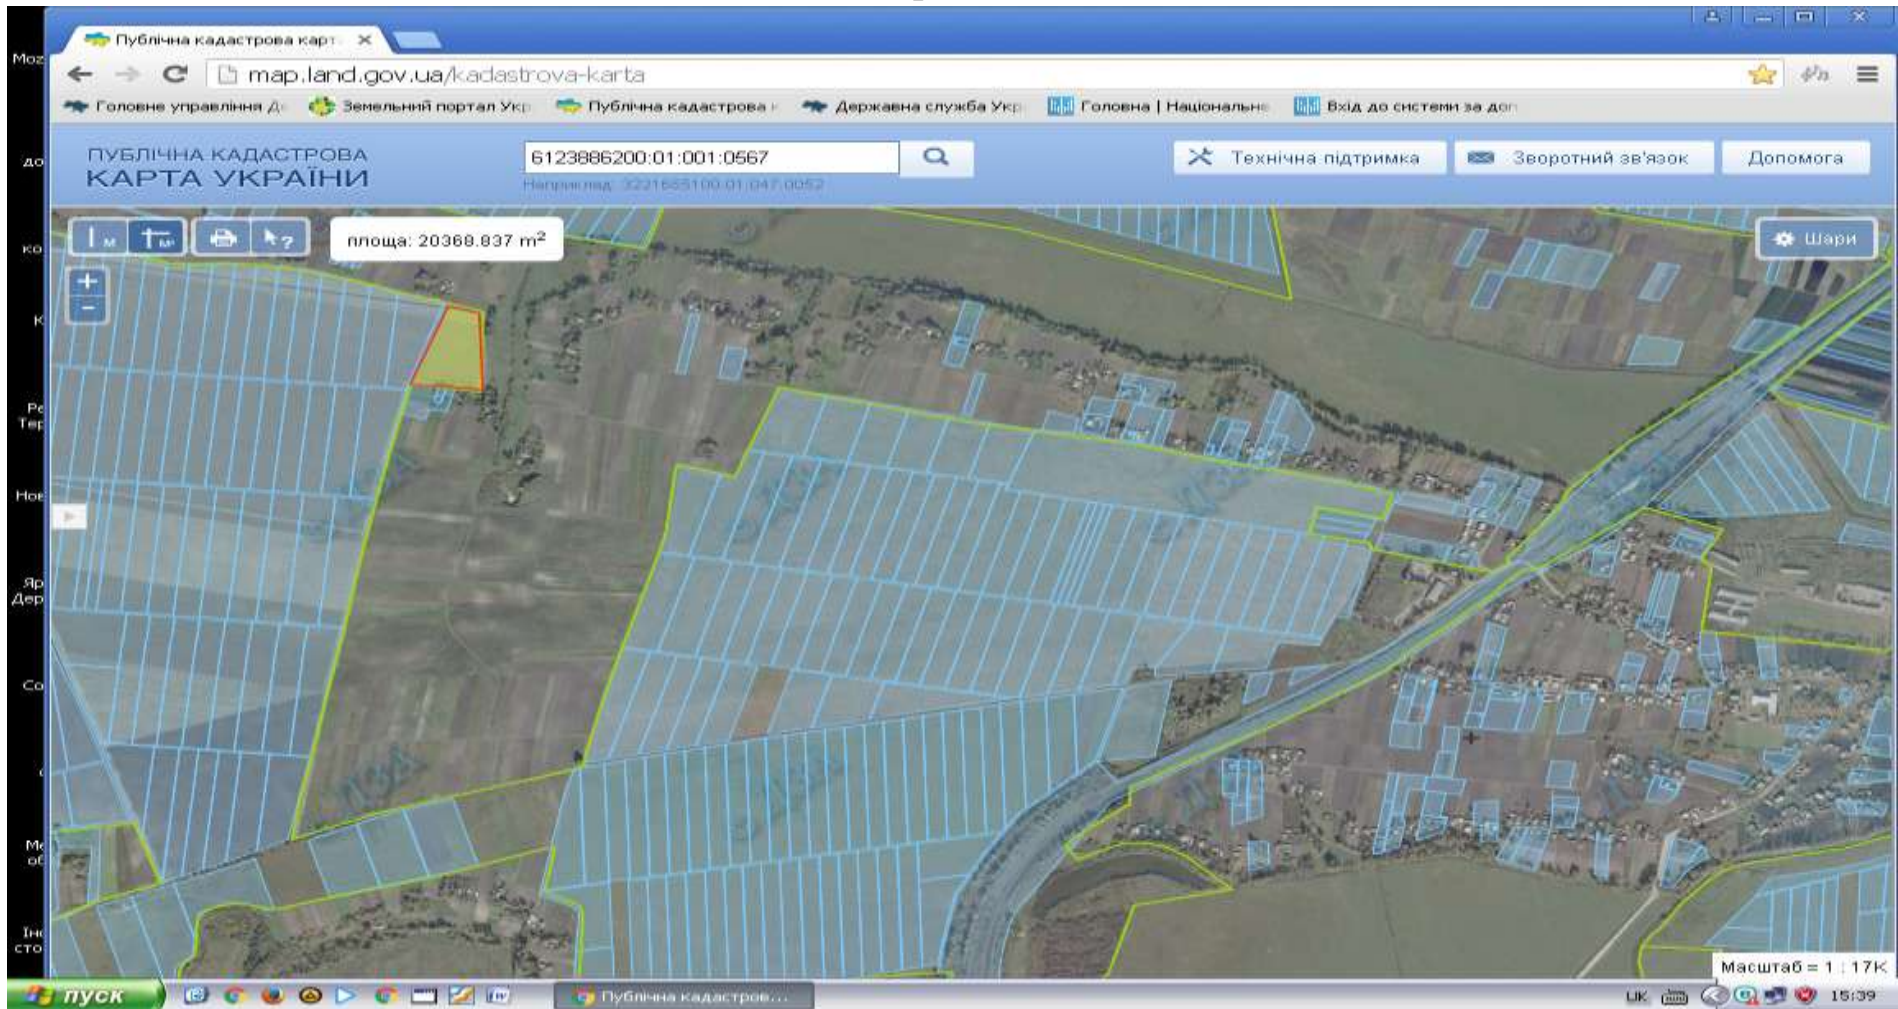 Публічна кадастрова карт
map.land.gov.ua/kadastrova-karta
Головне управління Д
Земельний портал Укр
Публічна кадастрова к
Державна служба Укр
Головна | Національне
Вхід до системи за доп
ПУБЛІЧНА КАДАСТРОВА
КАРТА УКРАЇНИ
6123886200:01:001:0567
Технічна підтримка
Зворотний зв'язок
Допомога
площа: 20368.837 m²
Шари
Масштаб = 1 : 17K
пуск
Публічна кадастров...
UK
15:39